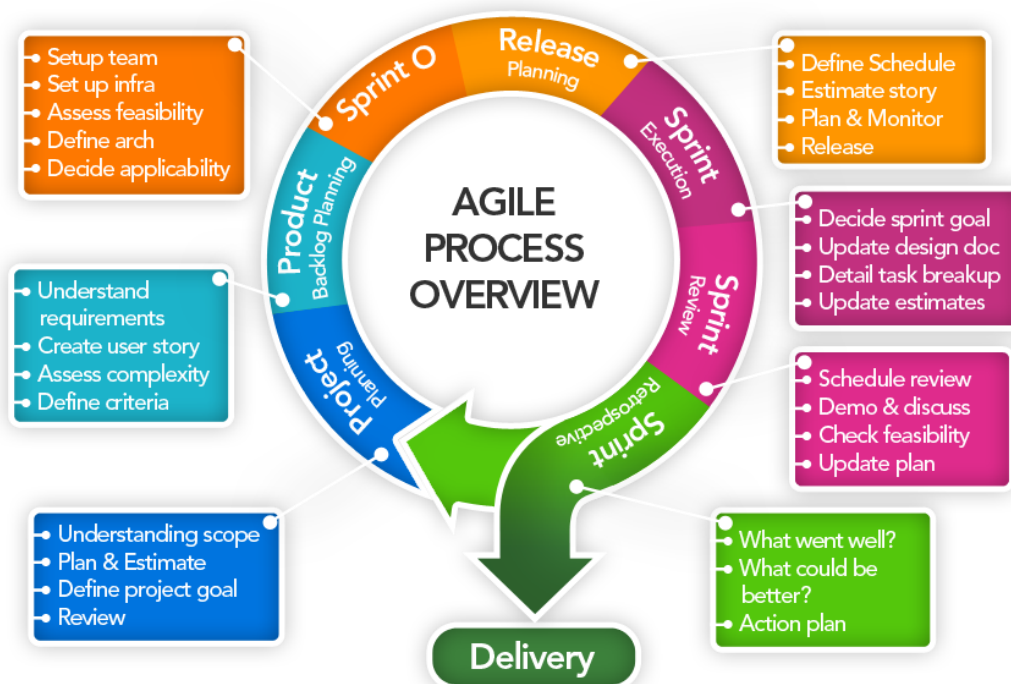 Setup team
Set up infra
Assess feasibility
Define arch
Decide applicability
Sprint O
Release
Planning
Define Schedule
Estimate story
Plan & Monitor
Release
Product
Backlog Planning
AGILE
PROCESS
OVERVIEW
Sprint
Execution
Decide sprint goal
Update design doc
Detail task breakup
Update estimates
Understand
requirements
Create user story
Assess complexity
Define criteria
Project
Planning
Sprint
Review
Schedule review
Demo & discuss
Check feasibility
Update plan
Sprint
Retrospective
Understanding scope
Plan & Estimate
Define project goal
Review
What went well?
What could be
better?
Action plan
Delivery